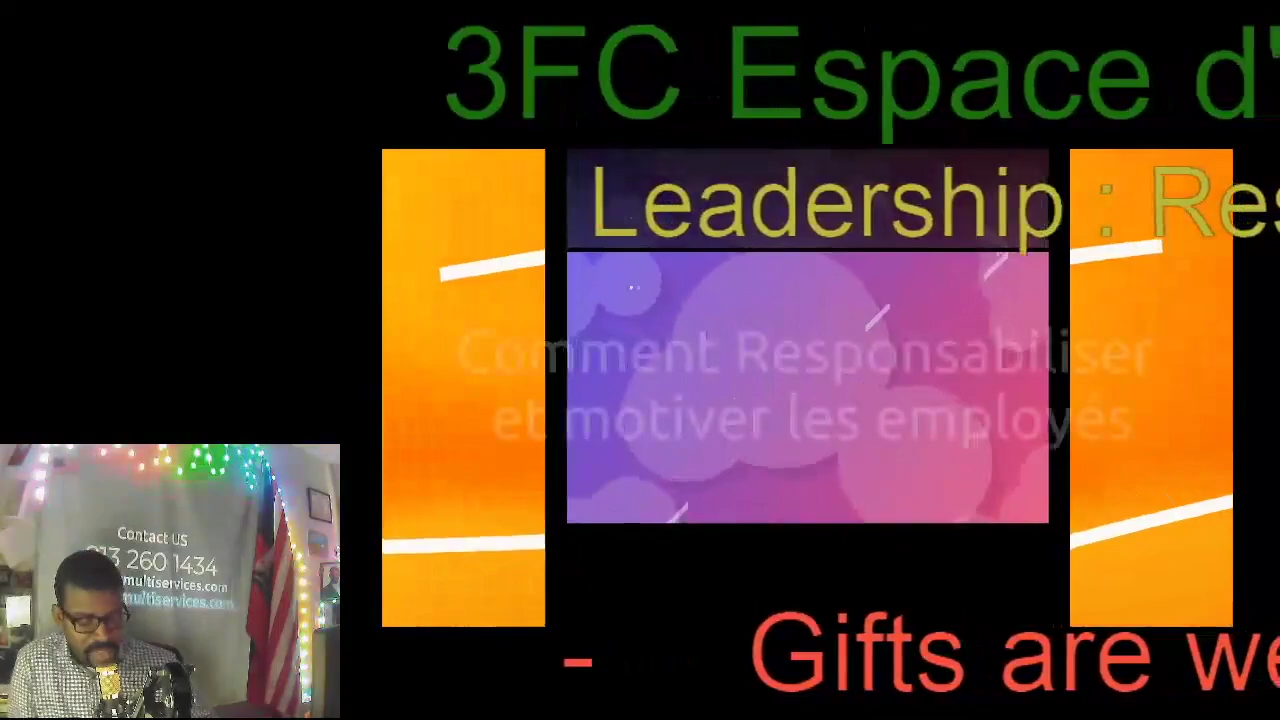 3FC Espace d'
Leadership : Res
Comment Responsabiliser
et motiver les employés
Contact US
13 260 1434
multiservices.com
multiservices.com
- Gifts are we